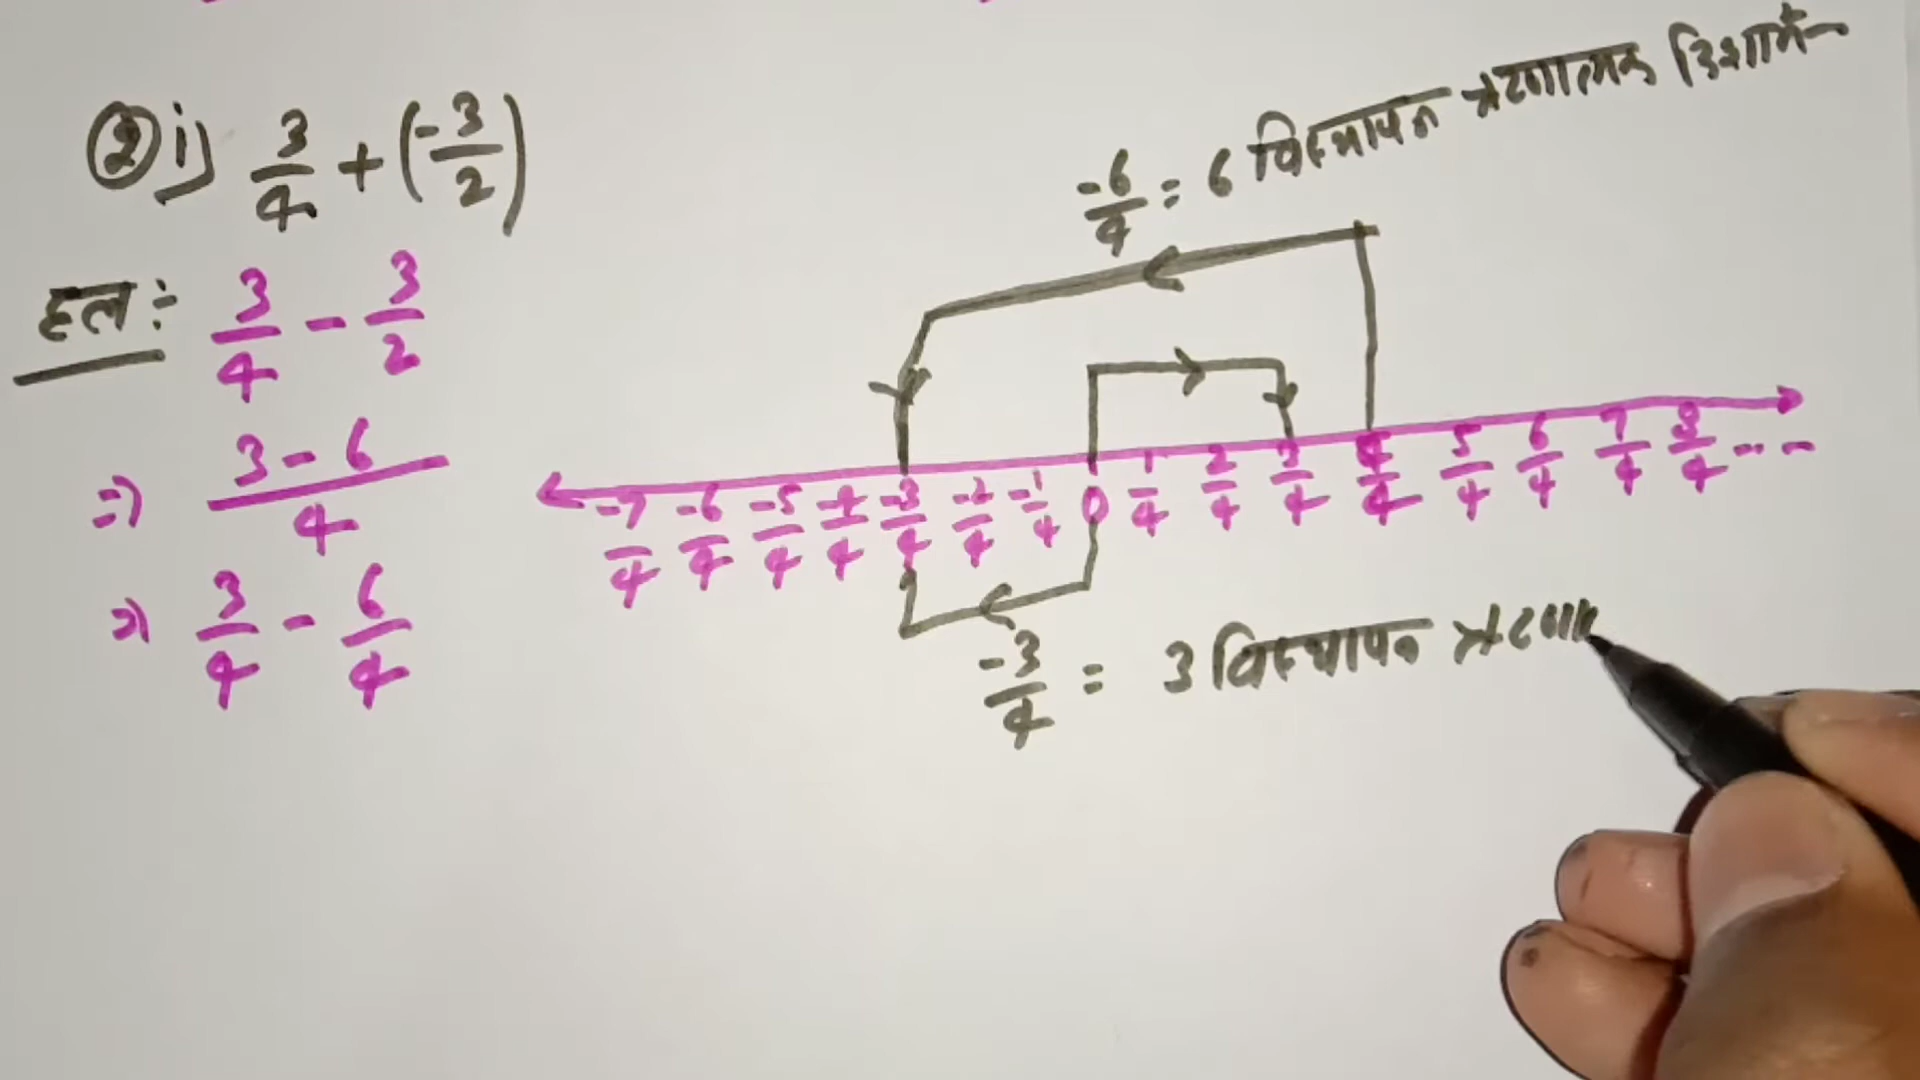 ② i) 3/4 + (-3/2)
हल :- 3/4 - 3/2
=) 3-6/4
=) 3/4 - 6/4
-6/4 = 6 विस्थापन ऋणात्मक दिशामें
-7/4 -6/4 -5/4 -4/4 -3/4 -2/4 -1/4 0 1/4 2/4 3/4 4/4 5/4 6/4 7/4 8/4 ...
-3/4 = 3 विस्थापन ऋणा